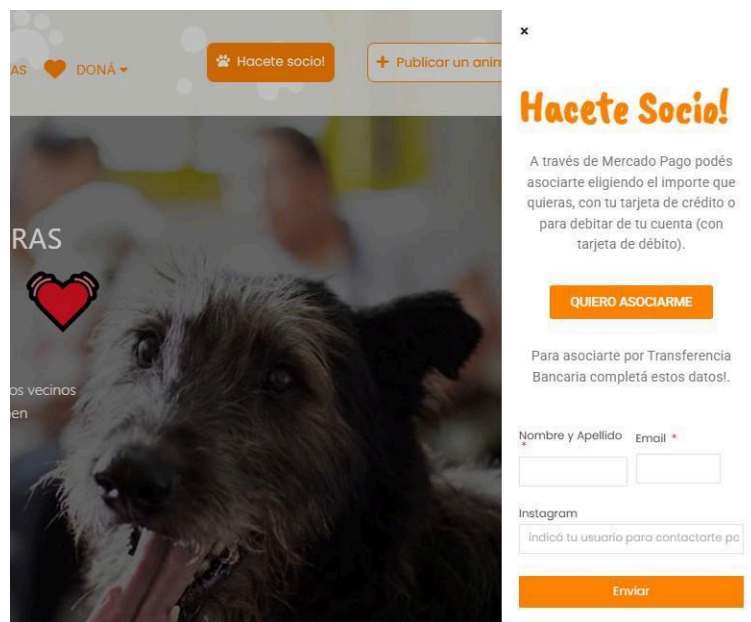 AS DONÁ
Hacete socio!
+ Publicar un anim
RAS
os vecinos
en
×
Hacete Socio!
A través de Mercado Pago podés
asociarte eligiendo el importe que
quieras, con tu tarjeta de crédito o
para debitar de tu cuenta (con
tarjeta de débito).
QUIERO ASOCIARME
Para asociarte por Transferencia
Bancaria completá estos datos!.
Nombre y Apellido * Email *
Instagram
indicá tu usuario para contactarte po
Enviar